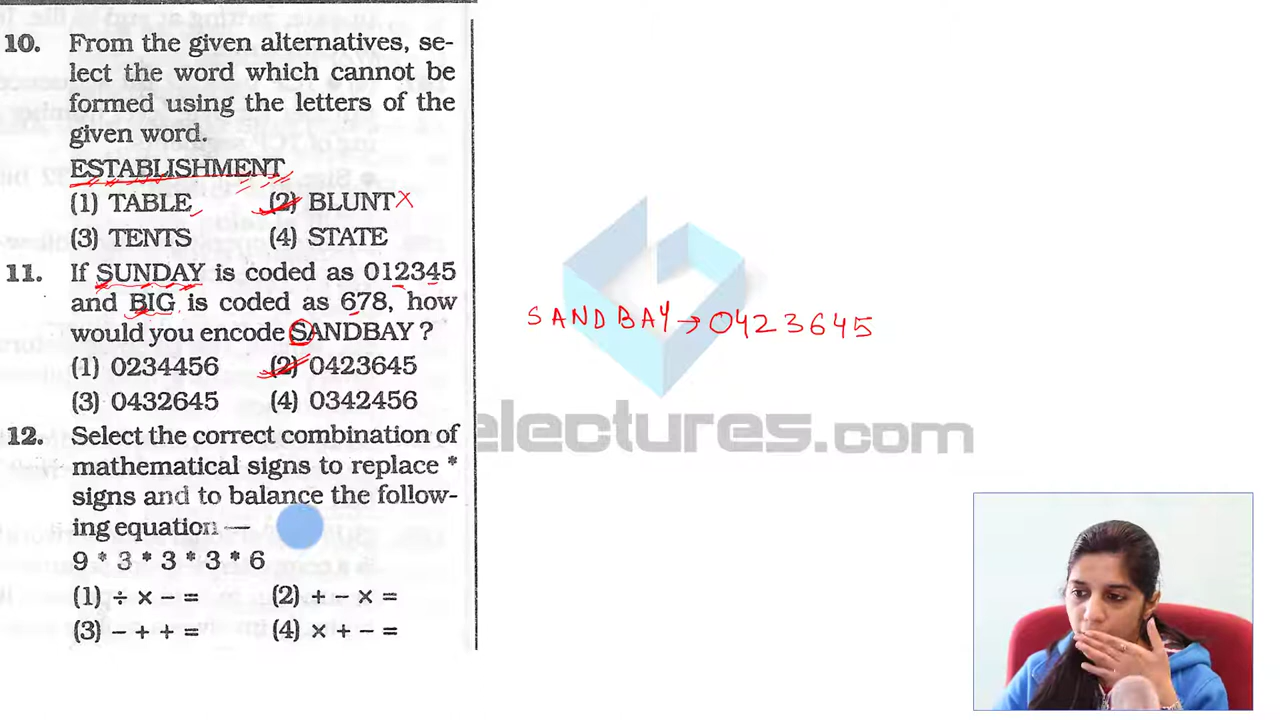 10. From the given alternatives, se-
lect the word which cannot be
formed using the letters of the
given word.
ESTABLISHMENT
(1) TABLE (2) BLUNT x
(3) TENTS (4) STATE
11. If SUNDAY is coded as 012345
and BIG is coded as 678, how
would you encode SANDBAY ?
(1) 0234456 (2) 0423645
(3) 0432645 (4) 0342456
SANDBAY → 0423645
12. Select the correct combination of
mathematical signs to replace *
signs and to balance the follow-
ing equation —
9 * 3 * 3 * 3 * 6
(1) ÷ × − = (2) + − × =
(3) − + + = (4) × + − =
electures.com